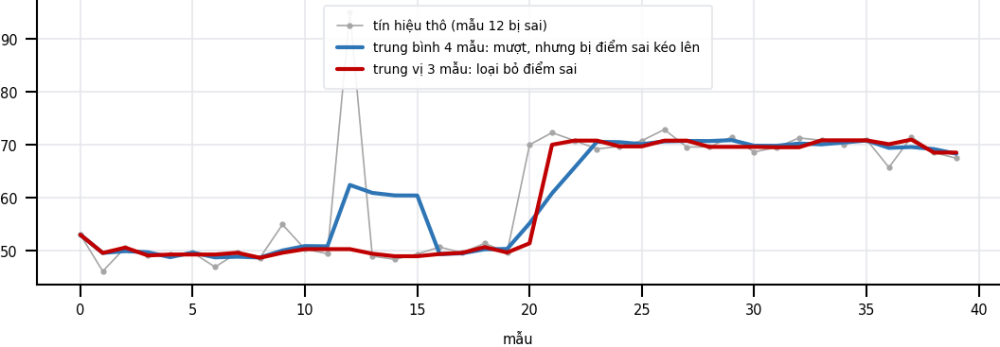 tín hiệu thô (mẫu 12 bị sai)
trung bình 4 mẫu: mượt, nhưng bị điểm sai kéo lên
trung vị 3 mẫu: loại bỏ điểm sai
90
80
70
60
50
0 5 10 15 20 25 30 35 40
mẫu